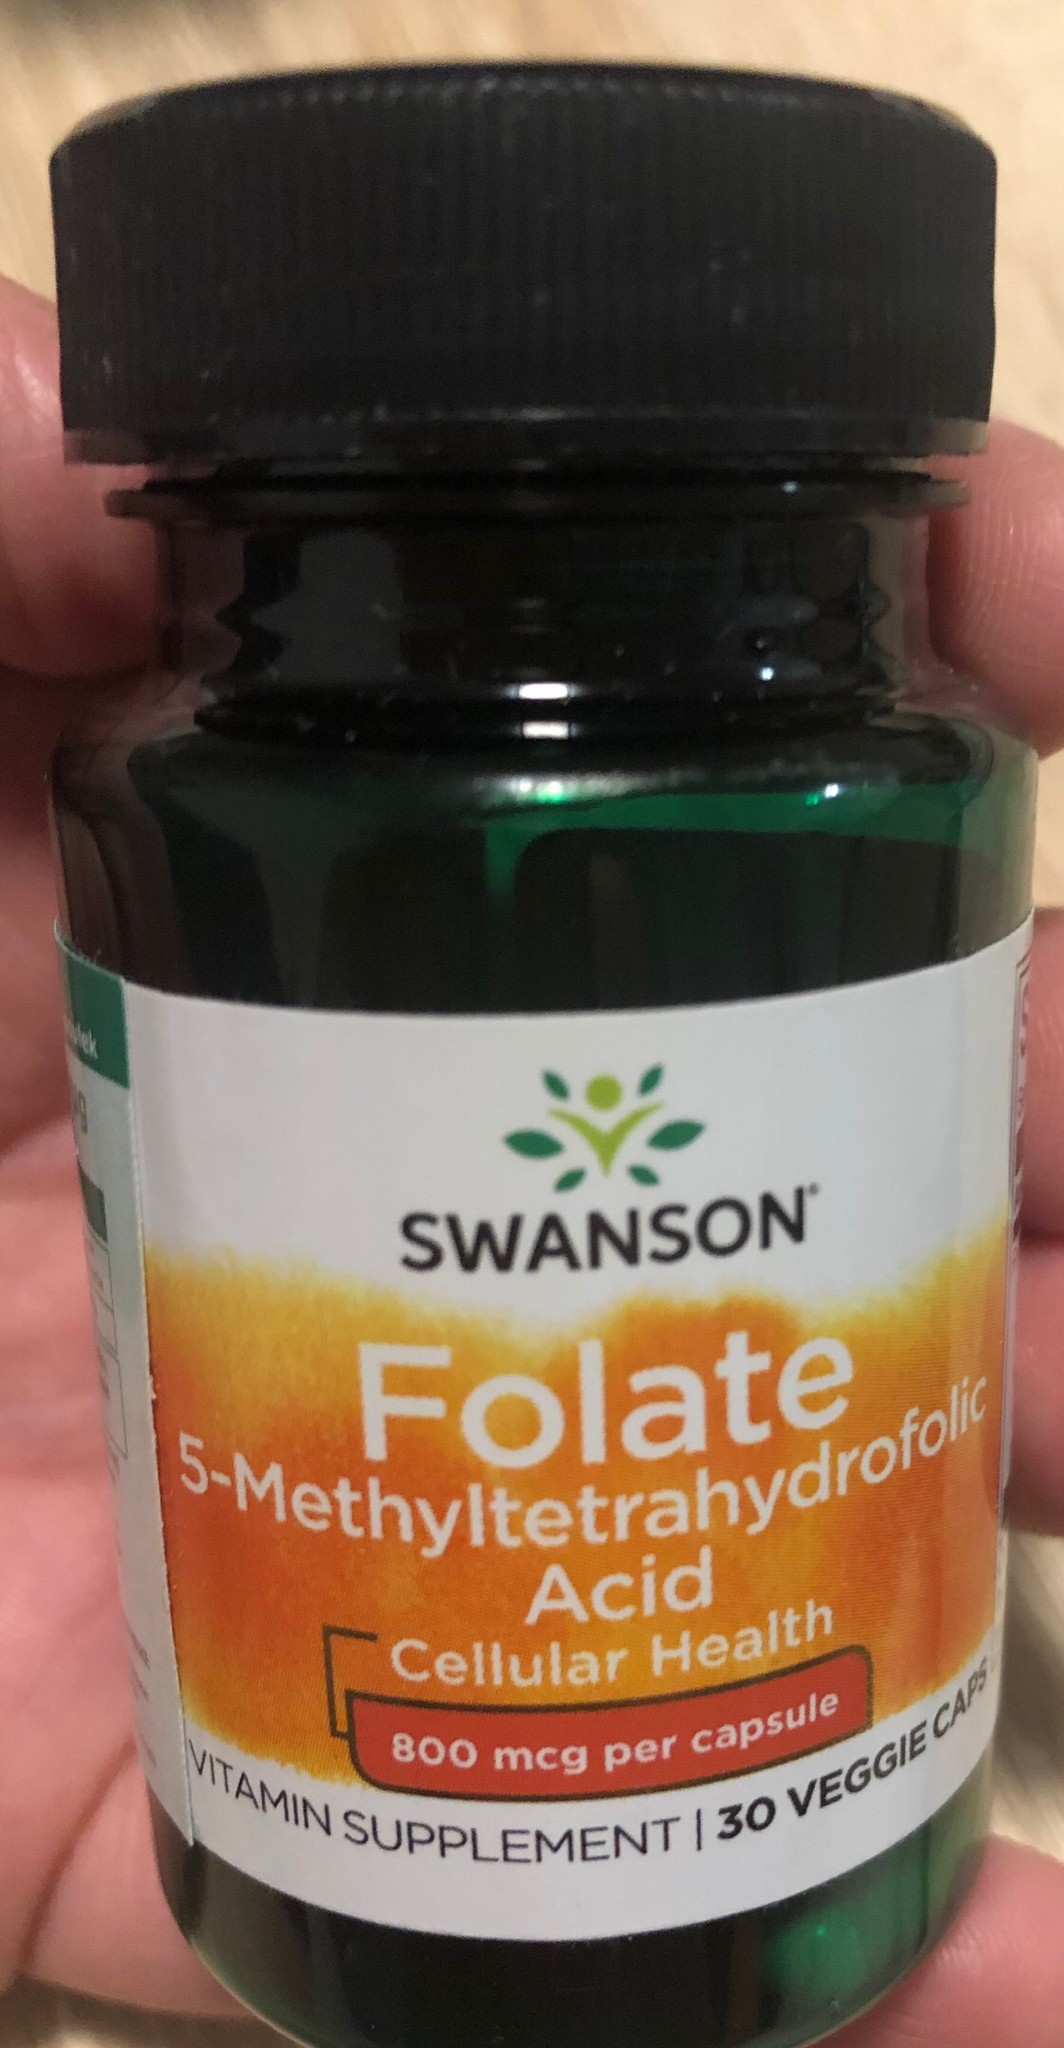 SWANSON
Folate
5-Methyltetrahydrofolic
Acid
Cellular Health
800 mcg per capsule
VITAMIN SUPPLEMENT | 30 VEGGIE CAPS